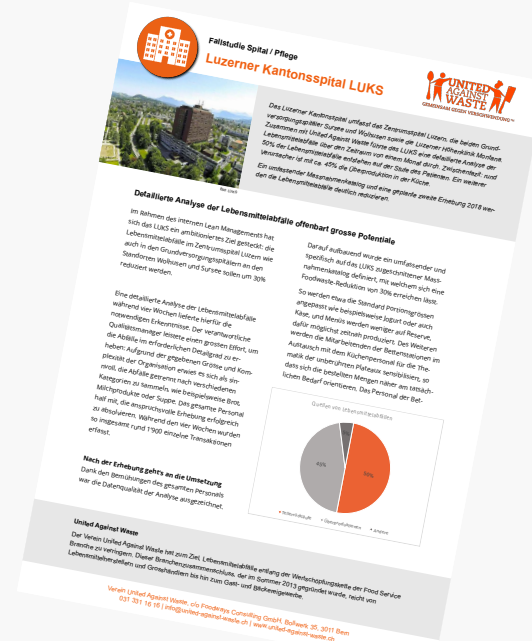 Fallstudie Spital / Pflege
Luzerner Kantonsspital LUKS
UNITED
AGAINST
WASTE
GEMEINSAM GEGEN VERSCHWENDUNG
Das Luzerner Kantonsspital umfasst das Zentrumsspital Luzern, die beiden Grund-
versorgungsspitäler Sursee und Wolhusen sowie die Luzerner Höhenklinik Montana.
Zusammen mit United Against Waste führte das LUKS eine detaillierte Analyse der
Lebensmittelabfälle über den Zeitraum von einem Monat durch. Zwischenfazit: rund
50% der Lebensmittelabfälle entstehen auf der Stufe des Patienten. Ein weiterer
Verursacher ist mit ca. 45% die Überproduktion in der Küche.
Ein umfassender Massnahmenkatalog und eine geplante zweite Erhebung 2018 wer-
den die Lebensmittelabfälle deutlich reduzieren.
Bild: LUKS
Detaillierte Analyse der Lebensmittelabfälle offenbart grosse Potentiale
Im Rahmen des internen Lean Managements hat
sich das LUKS ein ambitioniertes Ziel gesteckt: die
Lebensmittelabfälle im Zentrumsspital Luzern wie
auch in den Grundversorgungsspitälern an den
Standorten Wolhusen und Sursee sollen um 30%
reduziert werden.
Eine detaillierte Analyse der Lebensmittelabfälle
während vier Wochen lieferte hierfür die
notwendigen Erkenntnisse. Der verantwortliche
Qualitätsmanager leistete einen grossen Effort, um
die Abfälle im erforderlichen Detailgrad zu er-
heben: Aufgrund der gegebenen Grösse und Kom-
plexität der Organisation erwies es sich als sin-
nvoll, die Abfälle getrennt nach verschiedenen
Kategorien zu sammeln, wie beispielsweise Brot,
Milchprodukte oder Suppe. Das gesamte Personal
half mit, die anspruchsvolle Erhebung erfolgreich
zu absolvieren. Während den vier Wochen wurden
so insgesamt rund 1'900 einzelne Transaktionen
erfasst.
Nach der Erhebung geht's an die Umsetzung
Dank den Bemühungen des gesamten Personals
war die Datenqualität der Analyse ausgezeichnet.
Darauf aufbauend wurde ein umfassender und
spezifisch auf das LUKS zugeschnittener Mass-
nahmenkatalog definiert, mit welchem sich eine
Foodwaste-Reduktion von 30% erreichen lässt.
So werden etwa die Standard Portionsgrössen
angepasst wie beispielsweise Jogurt oder auch
Käse, und Menüs werden weniger auf Reserve,
dafür möglichst zeitnah produziert. Des Weiteren
werden die Mitarbeitenden der Bettenstationen im
Austausch mit dem Küchenpersonal für die The-
matik der unberührten Plateaux sensibilisiert, so
dass sich die bestellten Mengen näher am tatsäch-
lichen Bedarf orientieren. Das Personal der Bet-
Quellen von Lebensmittelabfällen
45%
50%
Überproduktionen
United Against Waste
Der Verein United Against Waste hat zum Ziel, Lebensmittelabfälle entlang der Wertschöpfungskette der Food Service
Branche zu verringern. Dieser Branchenzusammenschluss, der im Sommer 2013 gegründet wurde, reicht von
Lebensmittelherstellern und Grosshändlern bis hin zum Gast- und Bäckereigewerbe.
Verein United Against Waste, c/o Foodways Consulting GmbH, Bollwerk 35, 3011 Bern
031 331 16 16 | info@united-against-waste.ch | www.united-against-waste.ch